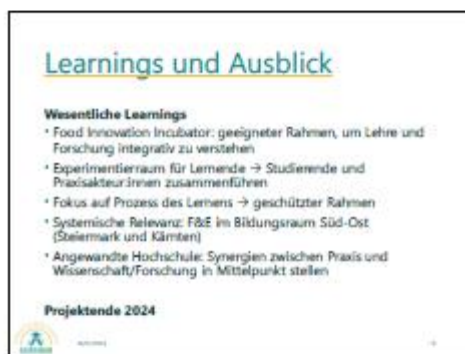 Learnings und Ausblick
Wesentliche Learnings
• Food Innovation Incubator: geeigneter Rahmen, um Lehre und
Forschung integrativ zu verstehen
• Experimentierraum für Lernende → Studierende und
Praxisakteur:innen zusammenführen
• Fokus auf Prozess des Lernens → geschützter Rahmen
• Systemische Relevanz: F&E im Bildungsraum Süd-Ost
(Steiermark und Kärnten)
• Angewandte Hochschule: Synergien zwischen Praxis und
Wissenschaft/Forschung in Mittelpunkt stellen
Projektende 2024